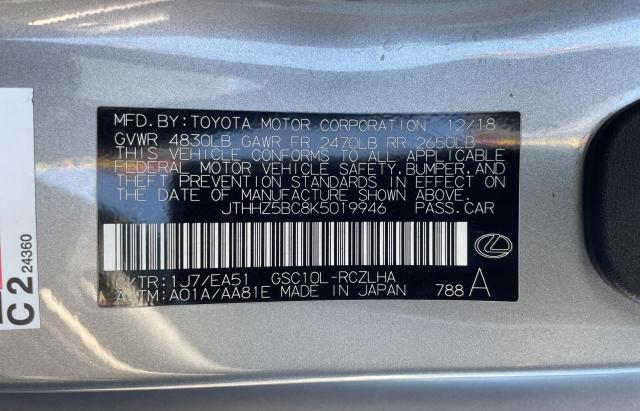 MFD.BY:TOYOTA MOTOR CORPORATION 12/18
GVWR 4830LB GAWR FR 2470LB RR 2650LB
THIS VEHICLE CONFORMS TO ALL APPLICABLE
FEDERAL MOTOR VEHICLE SAFETY,BUMPER,AND
THEFT PREVENTION STANDARDS IN EFFECT ON
THE DATE OF MANUFACTURE SHOWN ABOVE.
JTHHZ5BC8K5019946 PASS.CAR
C/TR:1J7/EA51 GSC10L-RCZLHA
A/TM:A01A/AA81E MADE IN JAPAN 788 A
C2 24360